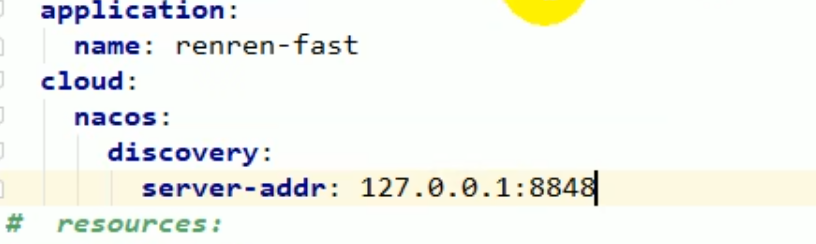 application:
name: renren-fast
cloud:
nacos:
discovery:
server-addr: 127.0.0.1:8848
# resources: